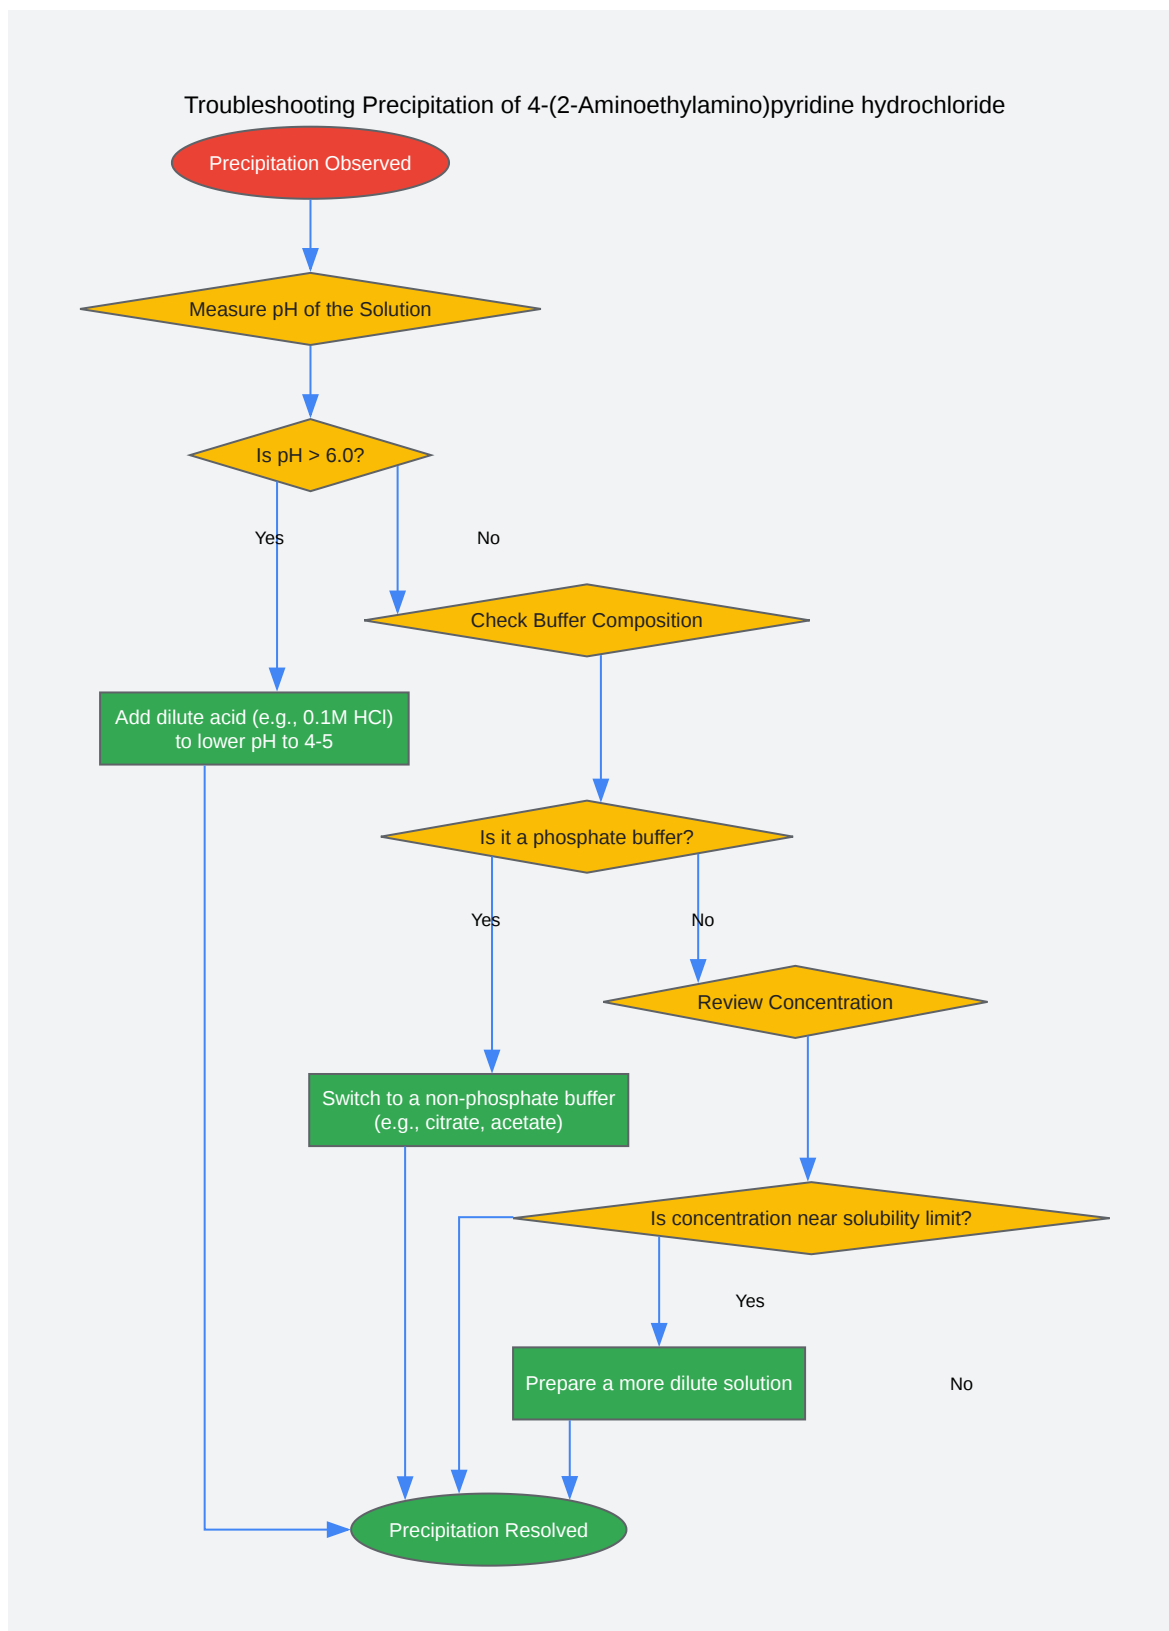 Troubleshooting Precipitation of 4-(2-Aminoethylamino)pyridine hydrochloride
Precipitation Observed
Measure pH of the Solution
Is pH > 6.0?
Yes
No
Check Buffer Composition
Add dilute acid (e.g., 0.1M HCl)
to lower pH to 4-5
Is it a phosphate buffer?
Yes
No
Review Concentration
Switch to a non-phosphate buffer
(e.g., citrate, acetate)
Is concentration near solubility limit?
Yes
Prepare a more dilute solution
No
Precipitation Resolved